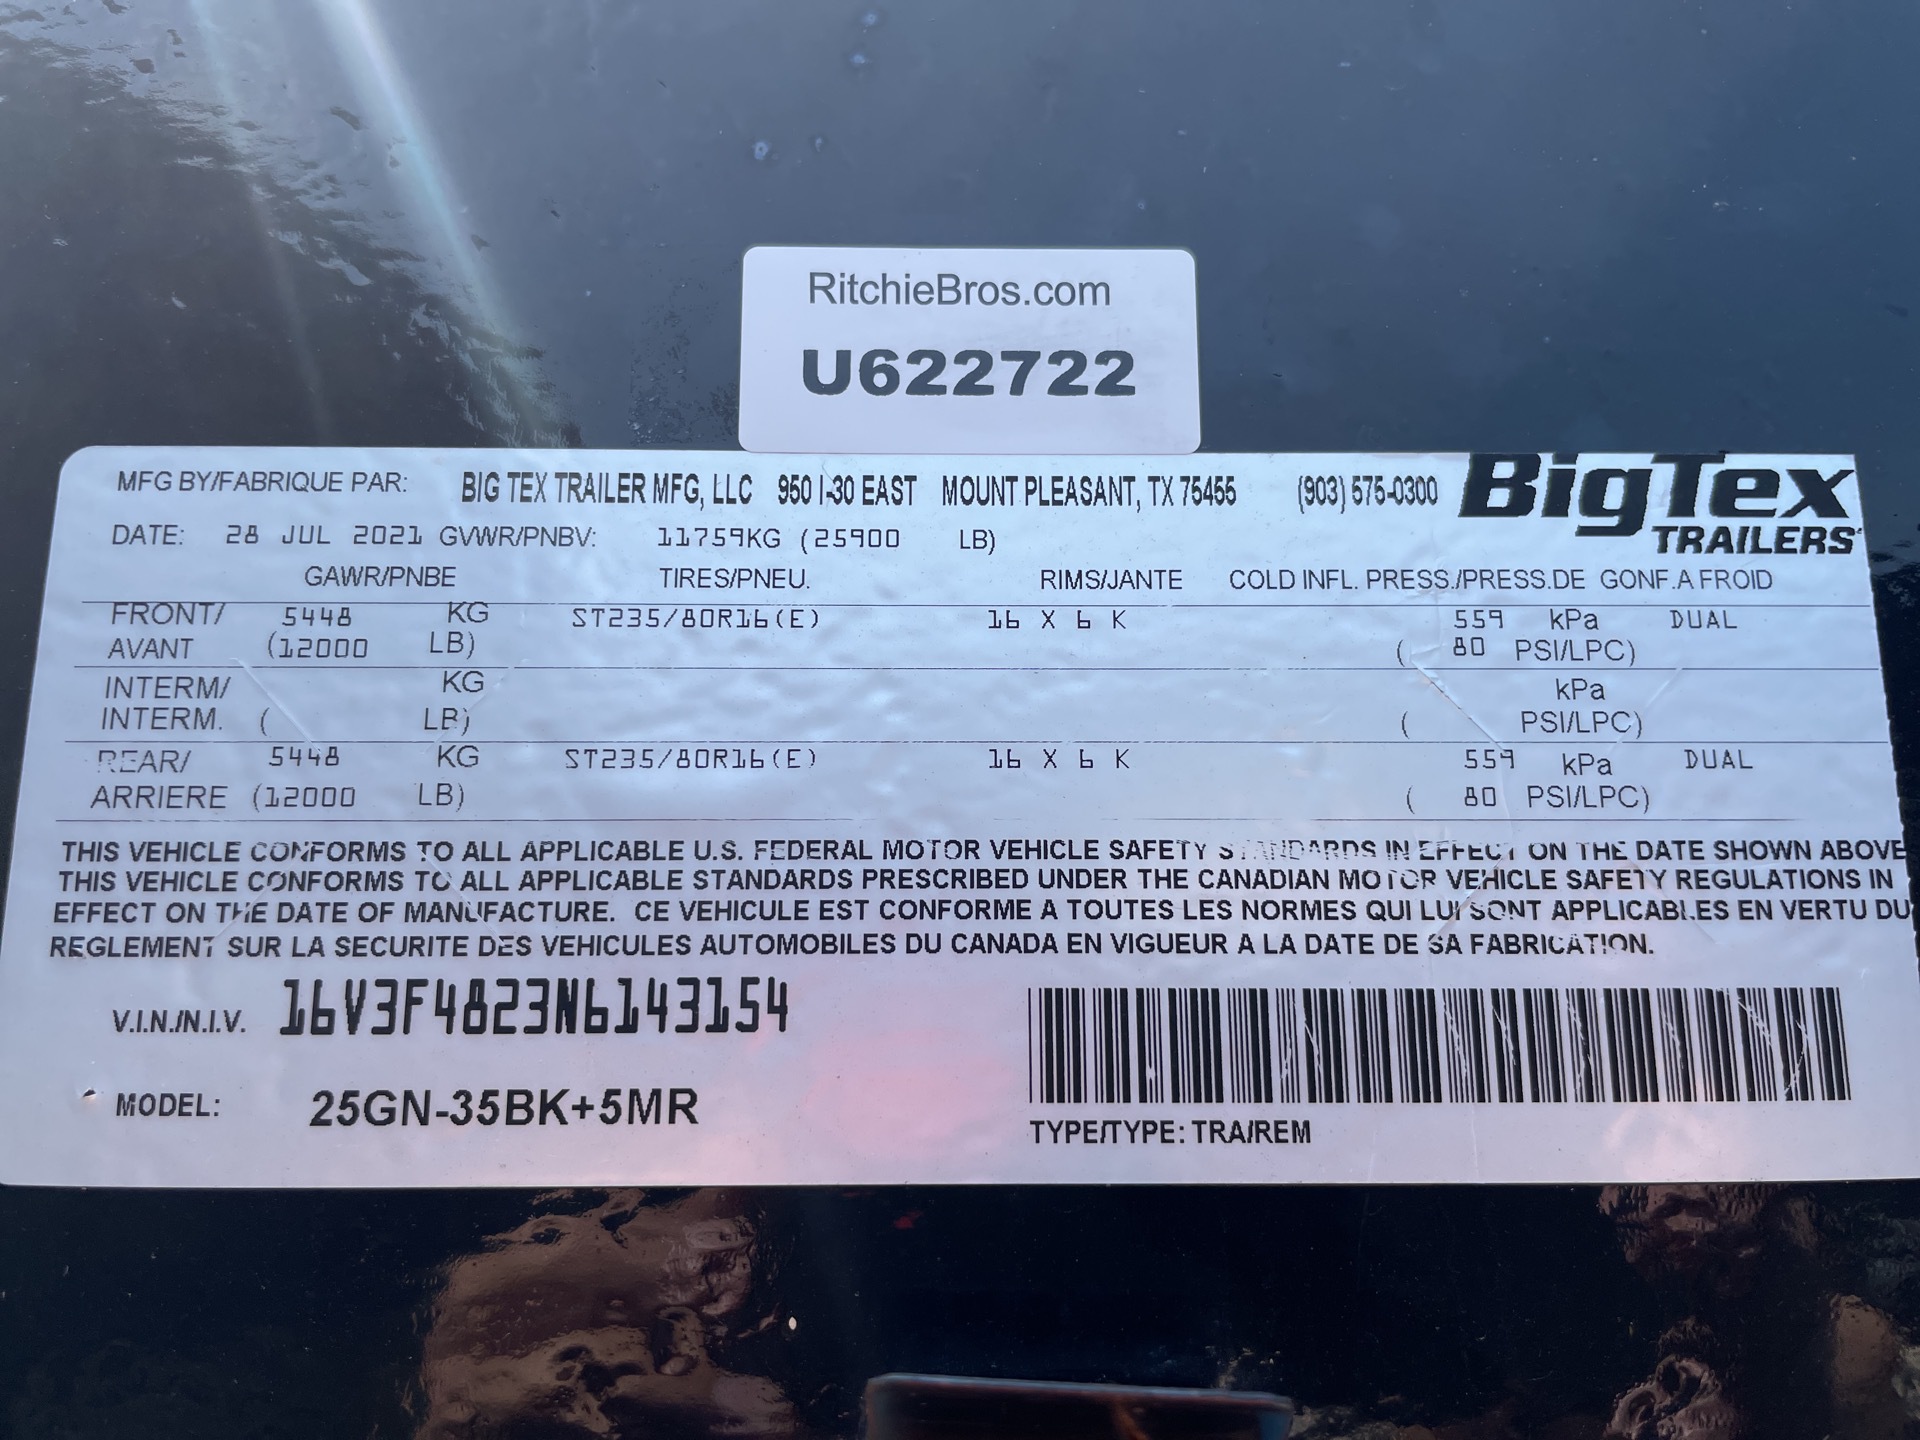 RitchieBros.com
U622722
MFG BY/FABRIQUE PAR: BIG TEX TRAILER MFG, LLC 950 I-30 EAST MOUNT PLEASANT, TX 75455 (903) 575-0300 BigTex
TRAILERS
DATE: 28 JUL 2021 GVWR/PNBV: 11759KG (25900 LB)
GAWR/PNBE TIRES/PNEU. RIMS/JANTE COLD INFL. PRESS./PRESS.DE GONF.A FROID
FRONT/ 5448 KG ST235/80R16(E) 16 X 6 K 559 kPa DUAL
AVANT (12000 LB) ( 80 PSI/LPC)
INTERM/ KG kPa
INTERM. ( LB) ( PSI/LPC)
REAR/ 5448 KG ST235/80R16(E) 16 X 6 K 559 kPa DUAL
ARRIERE (12000 LB) ( 80 PSI/LPC)
THIS VEHICLE CONFORMS TO ALL APPLICABLE U.S. FEDERAL MOTOR VEHICLE SAFETY STANDARDS IN EFFECT ON THE DATE SHOWN ABOVE
THIS VEHICLE CONFORMS TO ALL APPLICABLE STANDARDS PRESCRIBED UNDER THE CANADIAN MOTOR VEHICLE SAFETY REGULATIONS IN
EFFECT ON THE DATE OF MANUFACTURE. CE VEHICULE EST CONFORME A TOUTES LES NORMES QUI LUI SONT APPLICABLES EN VERTU DU
REGLEMENT SUR LA SECURITE DES VEHICULES AUTOMOBILES DU CANADA EN VIGUEUR A LA DATE DE SA FABRICATION.
V.I.N./N.I.V. 16V3F4823N6143154
MODEL: 25GN-35BK+5MR
TYPE/TYPE: TRA/REM